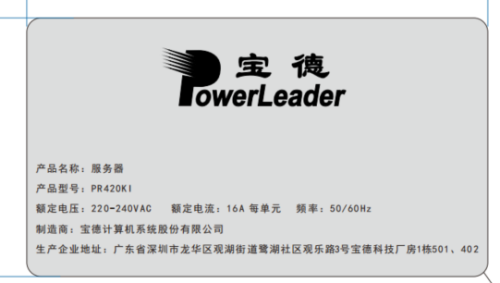 宝德
PowerLeader
产品名称：服务器
产品型号：PR420KI
额定电压：220-240VAC 额定电流：16A 每单元 频率：50/60Hz
制造商：宝德计算机系统股份有限公司
生产企业地址：广东省深圳市龙华区观湖街道鹭湖社区观乐路3号宝德科技厂房1栋501、402